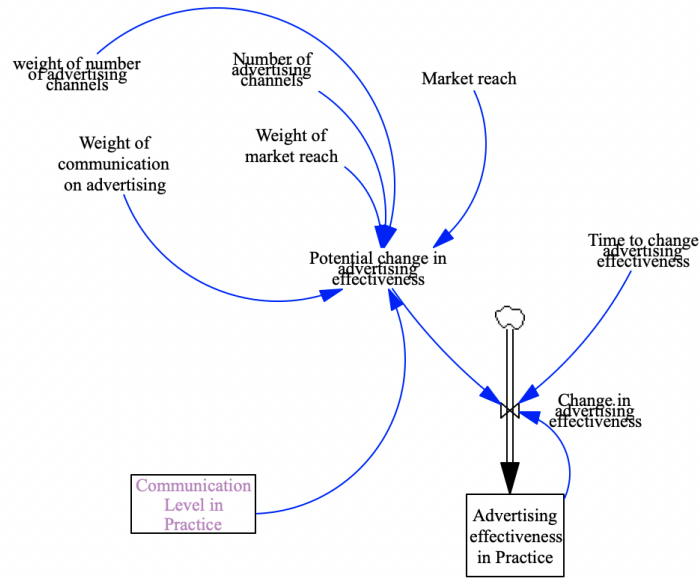 weight of number
of advertising
channels
Number of
advertising
channels
Market reach
Weight of
communication
on advertising
Weight of
market reach
Potential change in
advertising
effectiveness
Time to change
advertising
effectiveness
Change in
advertising
effectiveness
Communication
Level in
Practice
Advertising
effectiveness
in Practice